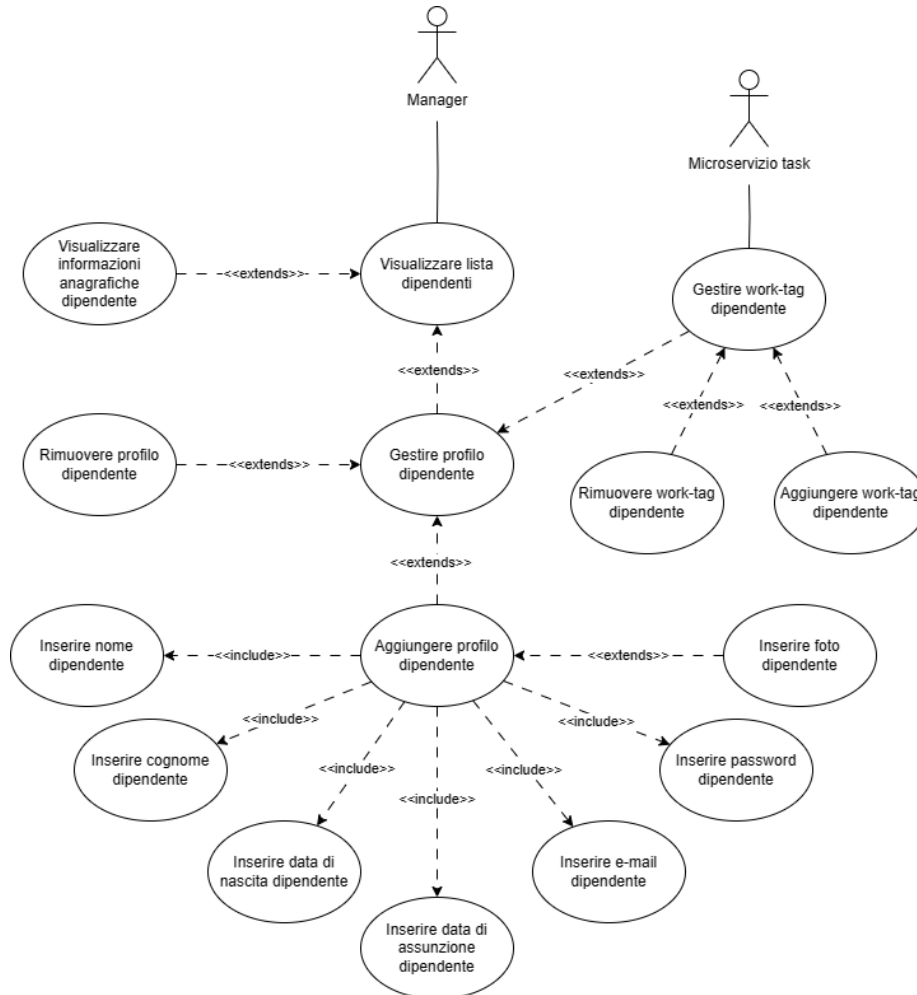 Manager
Microservizio task
Visualizzare
informazioni
anagrafiche
dipendente
<<extends>>
Visualizzare lista
dipendenti
Gestire work-tag
dipendente
<<extends>>
<<extends>>
<<extends>>
<<extends>>
Rimuovere profilo
dipendente
<<extends>>
Gestire profilo
dipendente
Rimuovere work-tag
dipendente
Aggiungere work-tag
dipendente
<<extends>>
Inserire nome
dipendente
<<include>>
Aggiungere profilo
dipendente
<<extends>>
Inserire foto
dipendente
<<include>>
<<include>>
Inserire cognome
dipendente
<<include>>
<<include>>
<<include>>
Inserire password
dipendente
Inserire data di
nascita dipendente
Inserire e-mail
dipendente
Inserire data di
assunzione
dipendente